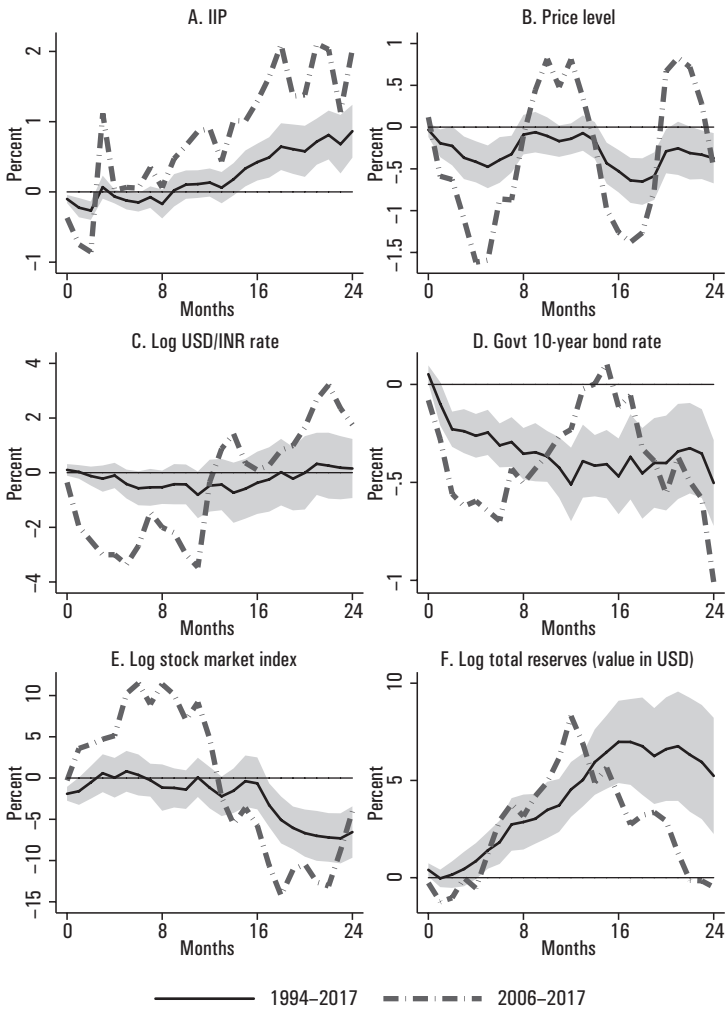 A. IIP
Percent
2
1
0
−1
0 8 16 24
Months
B. Price level
Percent
1
.5
0
−.5
−1
−1.5
0 8 16 24
Months
C. Log USD/INR rate
Percent
4
2
0
−2
−4
0 8 16 24
Months
D. Govt 10-year bond rate
Percent
0
−.5
−1
0 8 16 24
Months
E. Log stock market index
Percent
10
5
0
−5
−10
−15
0 8 16 24
Months
F. Log total reserves (value in USD)
Percent
10
5
0
0 8 16 24
Months
1994–2017 2006–2017